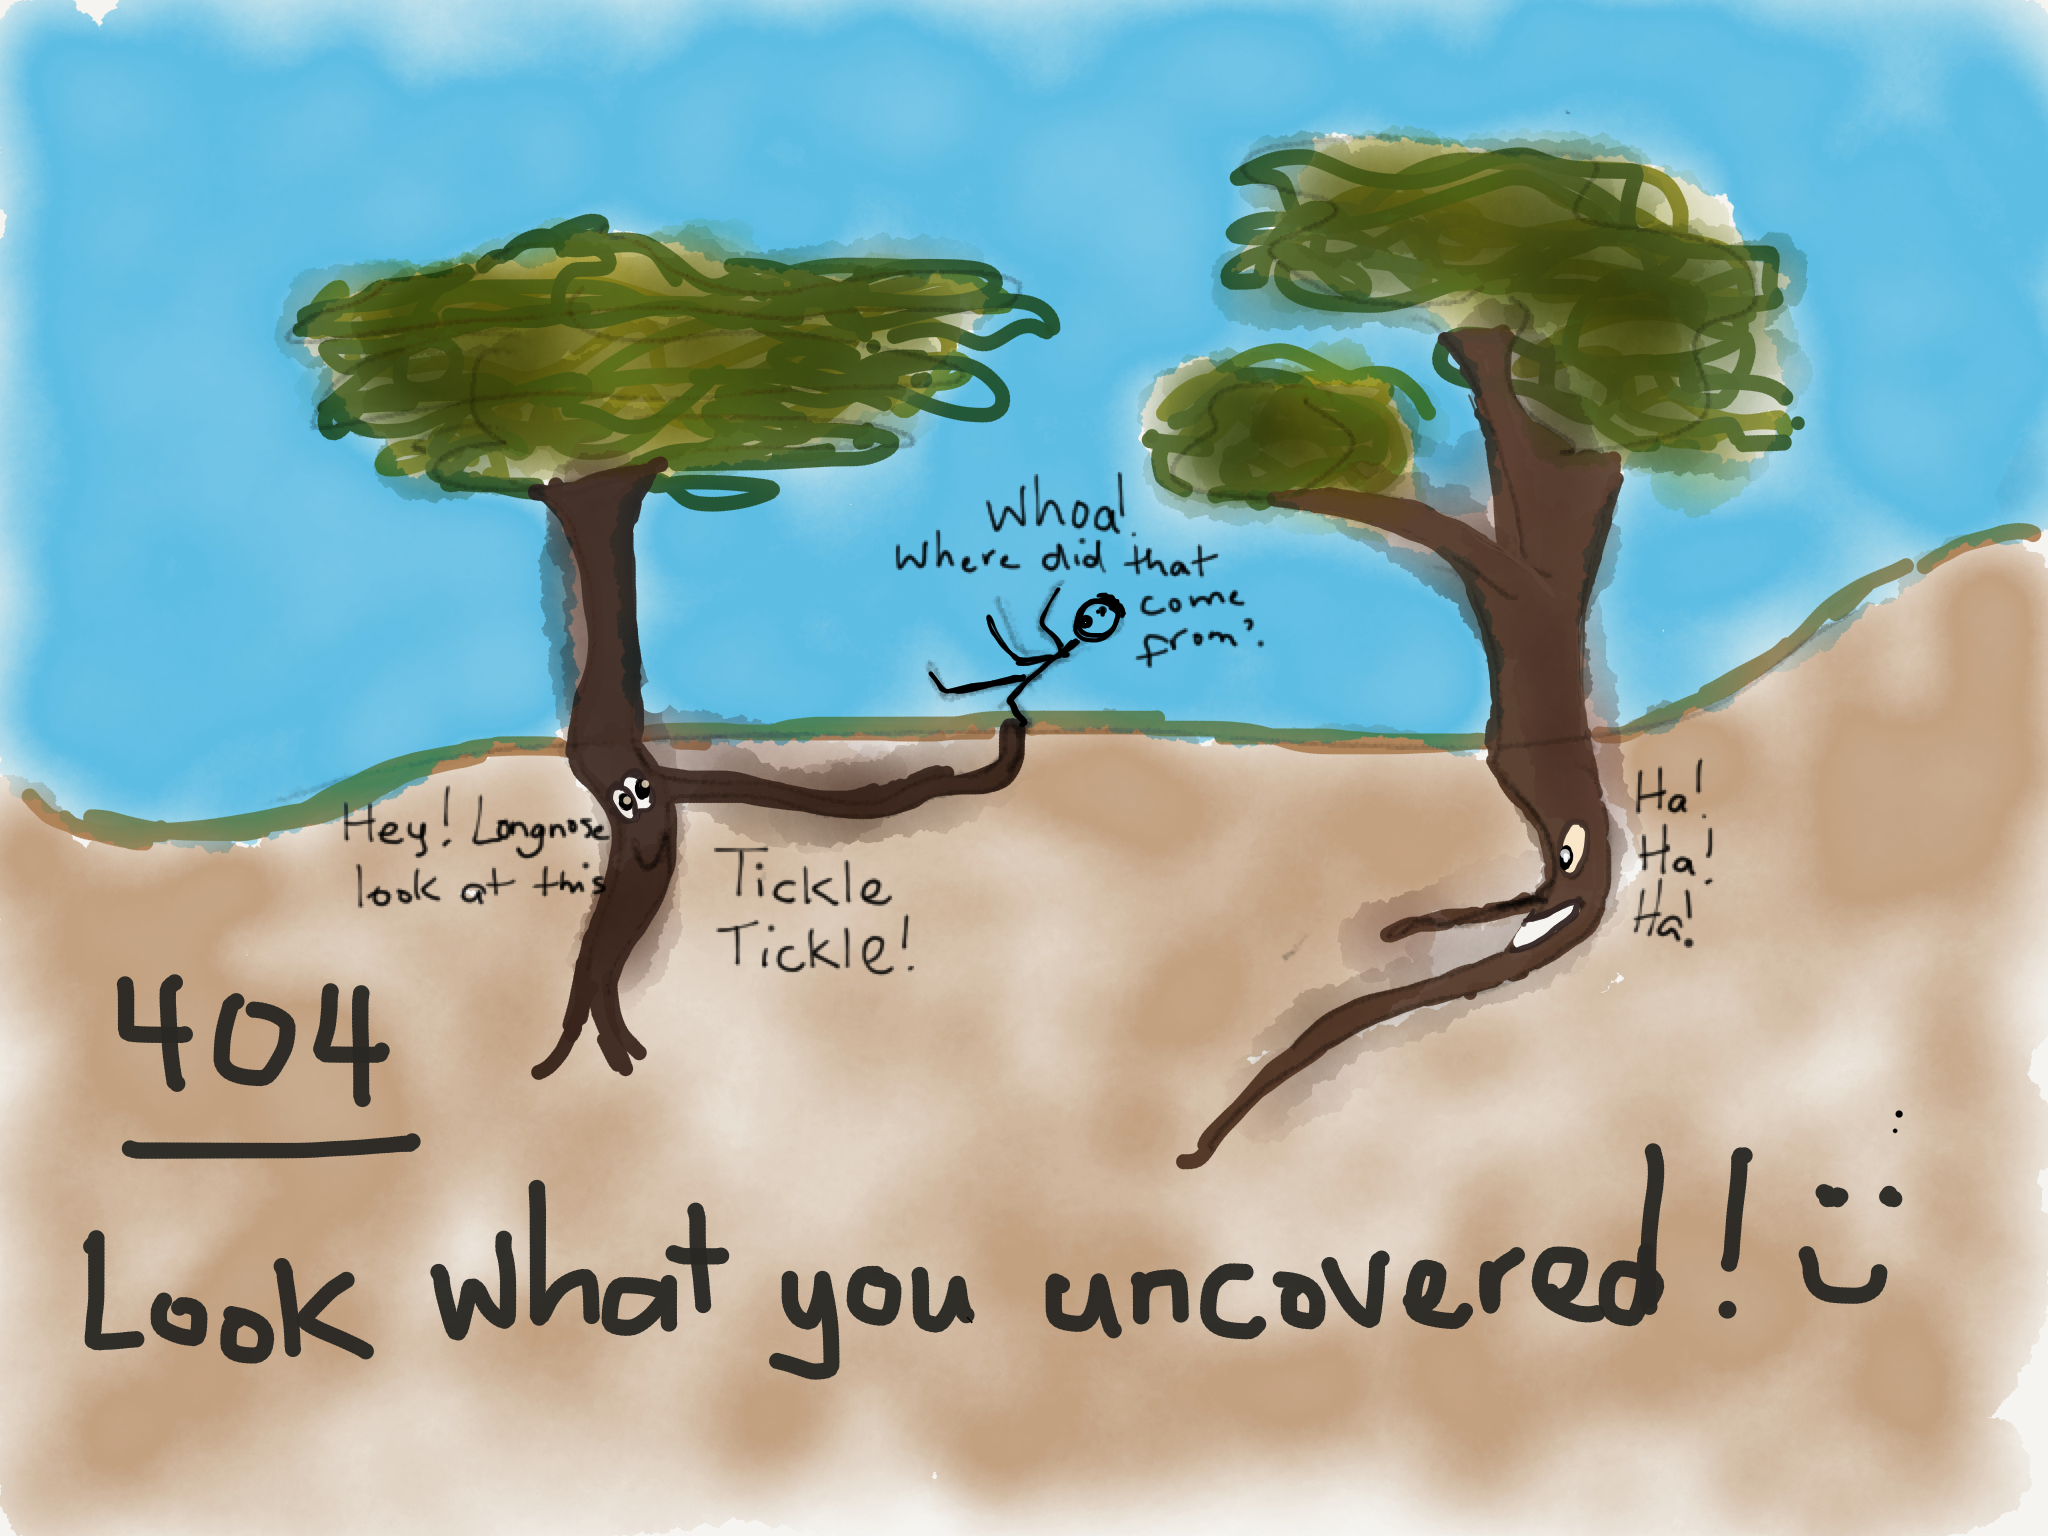 Whoa!
Where did that
come
from?
Hey! Longnose
look at this
Tickle
Tickle!
Ha!
Ha!
Ha!
404
Look what you uncovered! :)